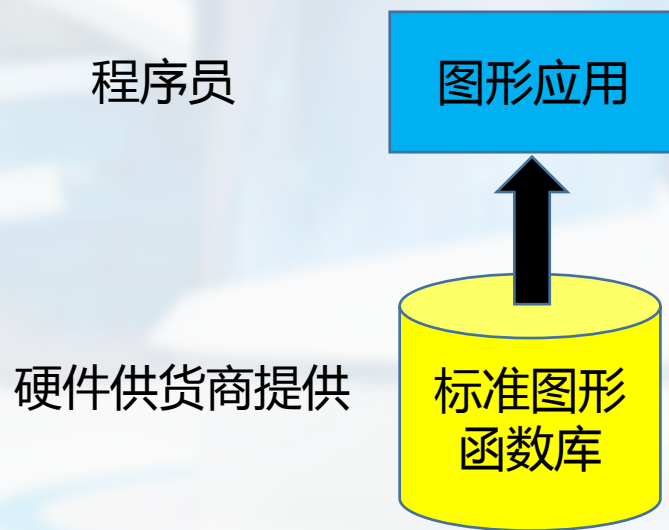 程序员
图形应用
硬件供货商提供
标准图形
函数库